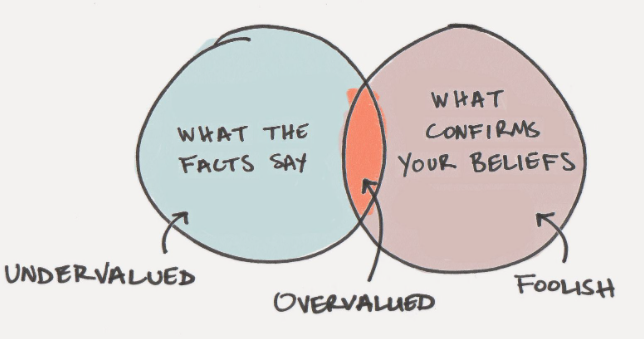 WHAT THE
FACTS SAY
WHAT
CONFIRMS
YOUR BELIEFS
UNDERVALUED
OVERVALUED
FOOLISH